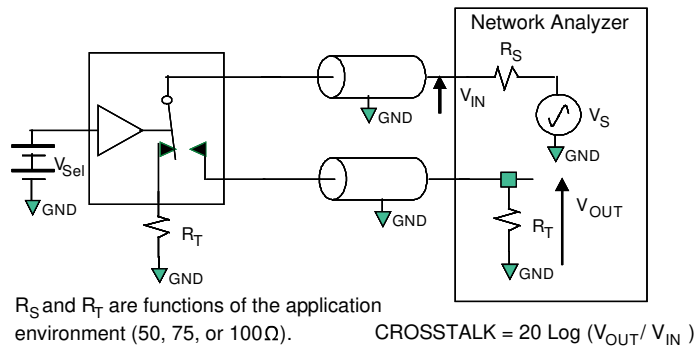 Network Analyzer
R_S
V_IN
V_S
GND
GND
V_Sel
GND
V_OUT
R_T
R_T
GND
GND
GND
R_S and R_T are functions of the application
environment (50, 75, or 100Ω).
CROSSTALK = 20 Log (V_OUT/ V_IN )